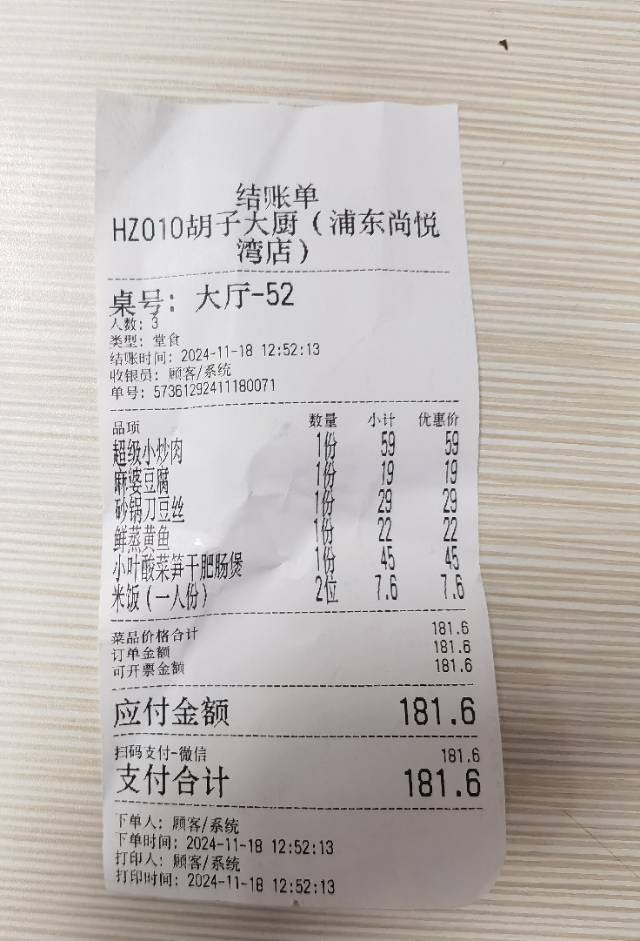 结账单
HZ010胡子大厨（浦东尚悦
湾店）
桌号: 大厅-52
人数: 3
类型: 堂食
结账时间: 2024-11-18 12:52:13
收银员: 顾客/系统
单号: 57361292411180071
品项 数量 小计 优惠价
超级小炒肉 1份 59 59
麻婆豆腐 1份 19 19
砂锅刀豆丝 1份 29 29
鲜蒸黄鱼 1份 22 22
小叶酸菜笋干肥肠煲 1份 45 45
米饭（一人份） 2位 7.6 7.6
菜品价格合计 181.6
订单金额 181.6
可开票金额 181.6
应付金额 181.6
扫码支付-微信 181.6
支付合计 181.6
下单人: 顾客/系统
下单时间: 2024-11-18 12:52:13
打印人: 顾客/系统
打印时间: 2024-11-18 12:52:13